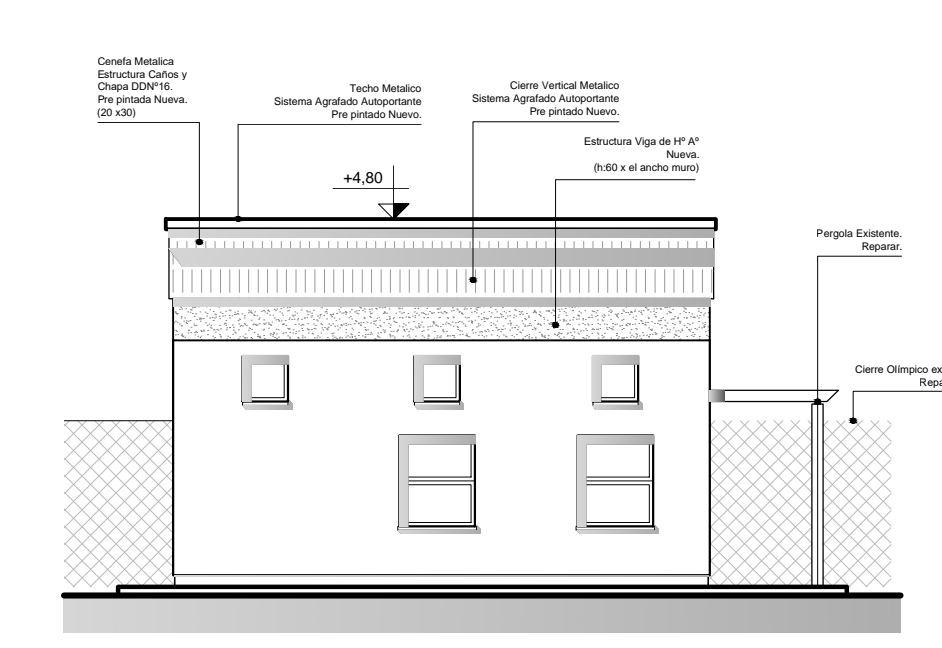 Cenefa Metalica
Estructura Caños y
Chapa DDNº16.
Pre pintada Nueva.
(20 x30)
Techo Metalico
Sistema Agrafado Autoportante
Pre pintado Nuevo.
Cierre Vertical Metalico
Sistema Agrafado Autoportante
Pre pintado Nuevo.
Estructura Viga de Hº Aº
Nueva.
(h:60 x el ancho muro)
+4,80
Pergola Existente.
Reparar.
Cierre Olímpico ex
Repa